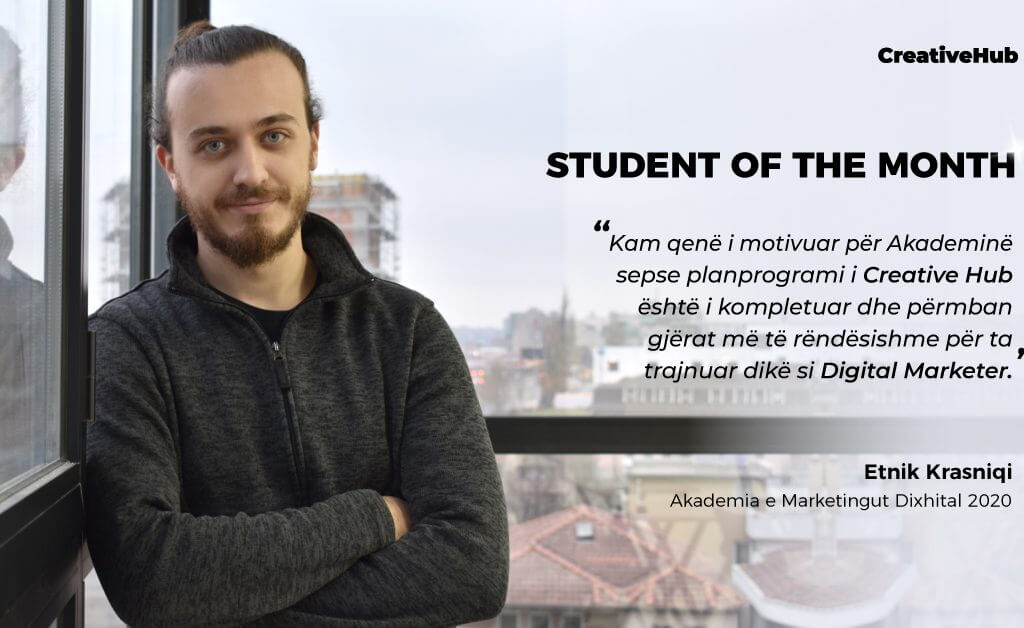 CreativeHub
STUDENT OF THE MONTH
“Kam qenë i motivuar për Akademinë
sepse planprogrami i Creative Hub
është i kompletuar dhe përmban
gjërat më të rëndësishme për ta
trajnuar dikë si Digital Marketer.”
Etnik Krasniqi
Akademia e Marketingut Dixhital 2020